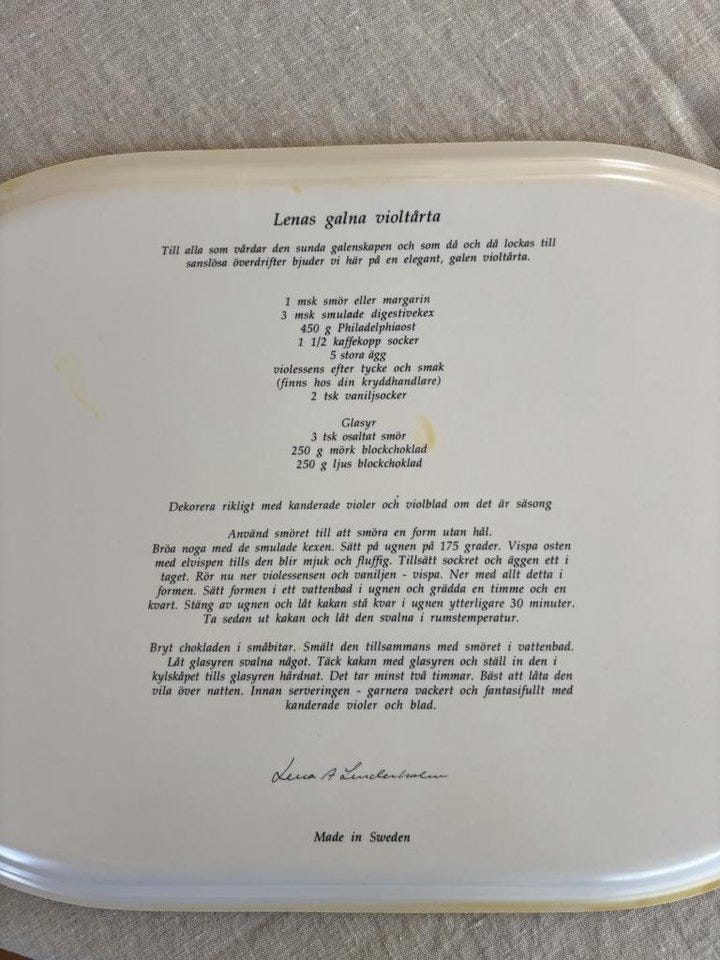 Lenas galna violtårta
Till alla som vårdar den sunda galenskapen och som då och då lockas till
sanslösa överdrifter bjuder vi här på en elegant, galen violtårta.
1 msk smör eller margarin
3 msk smulade digestivekex
450 g Philadelphiaost
1 1/2 kaffekopp socker
5 stora ägg
violessens efter tycke och smak
(finns hos din kryddhandlare)
2 tsk vaniljsocker
Glasyr
3 tsk osaltat smör
250 g mörk blockchoklad
250 g ljus blockchoklad
Dekorera rikligt med kanderade violer och violblad om det är säsong
Använd smöret till att smöra en form utan hål.
Bröa noga med de smulade kexen. Sätt på ugnen på 175 grader. Vispa osten
med elvispen tills den blir mjuk och fluffig. Tillsätt sockret och äggen ett i
taget. Rör nu ner violessensen och vaniljen - vispa. Ner med allt detta i
formen. Sätt formen i ett vattenbad i ugnen och grädda en timme och en
kvart. Stäng av ugnen och låt kakan stå kvar i ugnen ytterligare 30 minuter.
Ta sedan ut kakan och låt den svalna i rumstemperatur.
Bryt chokladen i småbitar. Smält den tillsammans med smöret i vattenbad.
Låt glasyren svalna något. Täck kakan med glasyren och ställ in den i
kylskåpet tills glasyren hårdnat. Det tar minst två timmar. Bäst att låta den
vila över natten. Innan serveringen - garnera vackert och fantasifullt med
kanderade violer och blad.
Lena A Linderholm
Made in Sweden